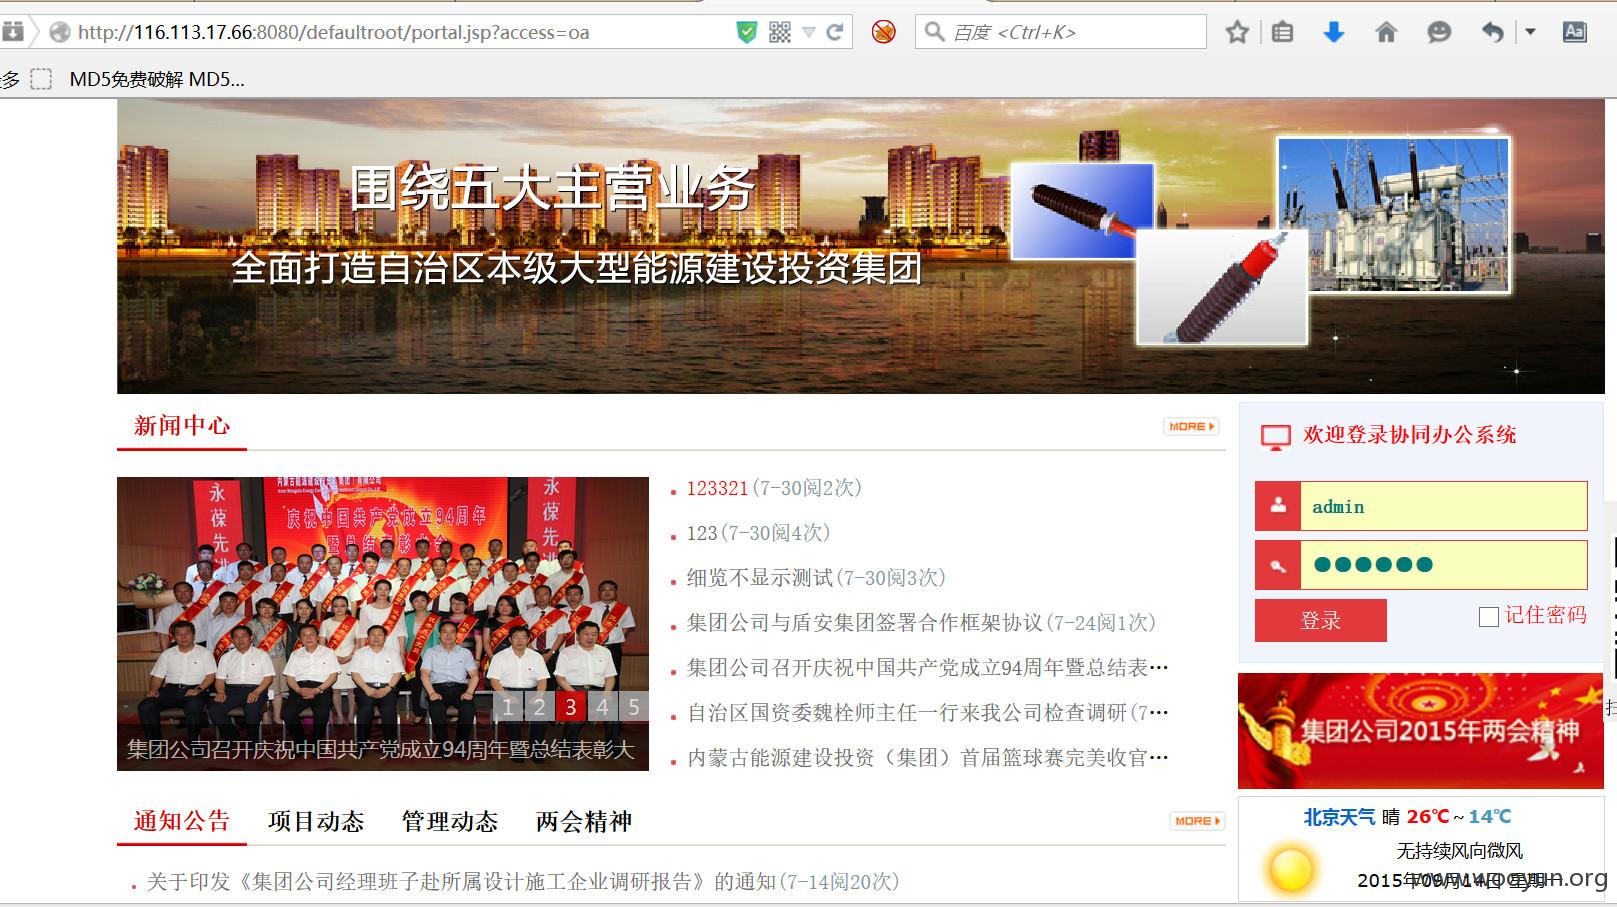 http://116.113.17.66:8080/defaultroot/portal.jsp?access=oa
百度 <Ctrl+K>
多
MD5免费破解 MD5...
围绕五大主营业务
全面打造自治区本级大型能源建设投资集团
新闻中心
MORE
欢迎登录协同办公系统
admin
登录
记住密码
永葆先进
庆祝中国共产党成立94周年
暨总结表彰大会
永葆先进
1 2 3 4 5
集团公司召开庆祝中国共产党成立94周年暨总结表彰大
123321(7-30阅2次)
123(7-30阅4次)
细览不显示测试(7-30阅3次)
集团公司与盾安集团签署合作框架协议(7-24阅1次)
集团公司召开庆祝中国共产党成立94周年暨总结表…
自治区国资委魏栓师主任一行来我公司检查调研(7…
内蒙古能源建设投资（集团）首届篮球赛完美收官…
集团公司2015年两会精神
通知公告 项目动态 管理动态 两会精神
MORE
关于印发《集团公司经理班子赴所属设计施工企业调研报告》的通知(7-14阅20次)
北京天气 晴 26℃~14℃
无持续风向微风
2015年09月14日 星期一
www.wooyun.org